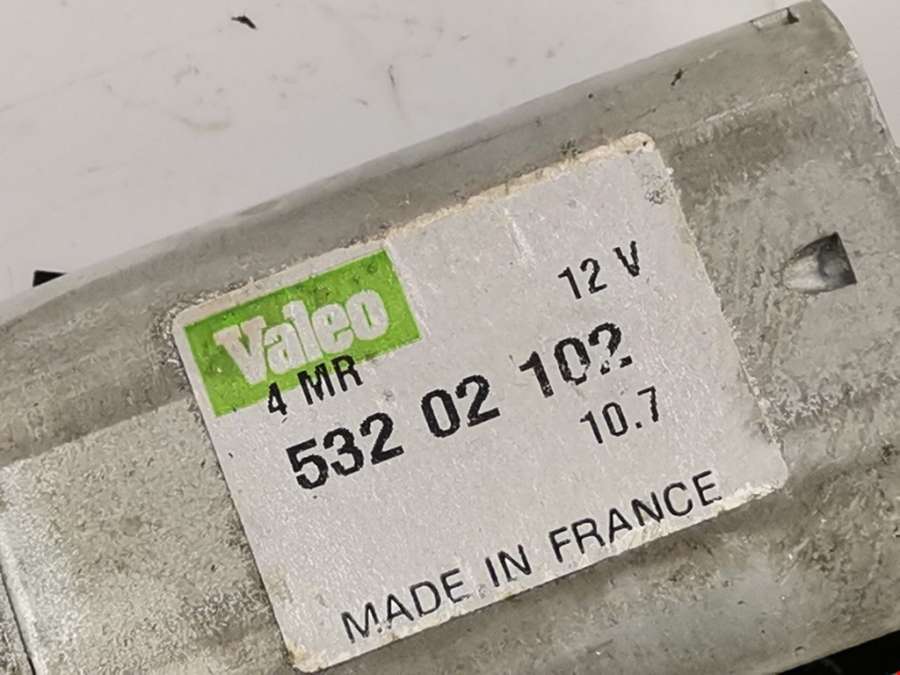 Valeo
12 V
4 MR
532 02 102
10.7
MADE IN FRANCE